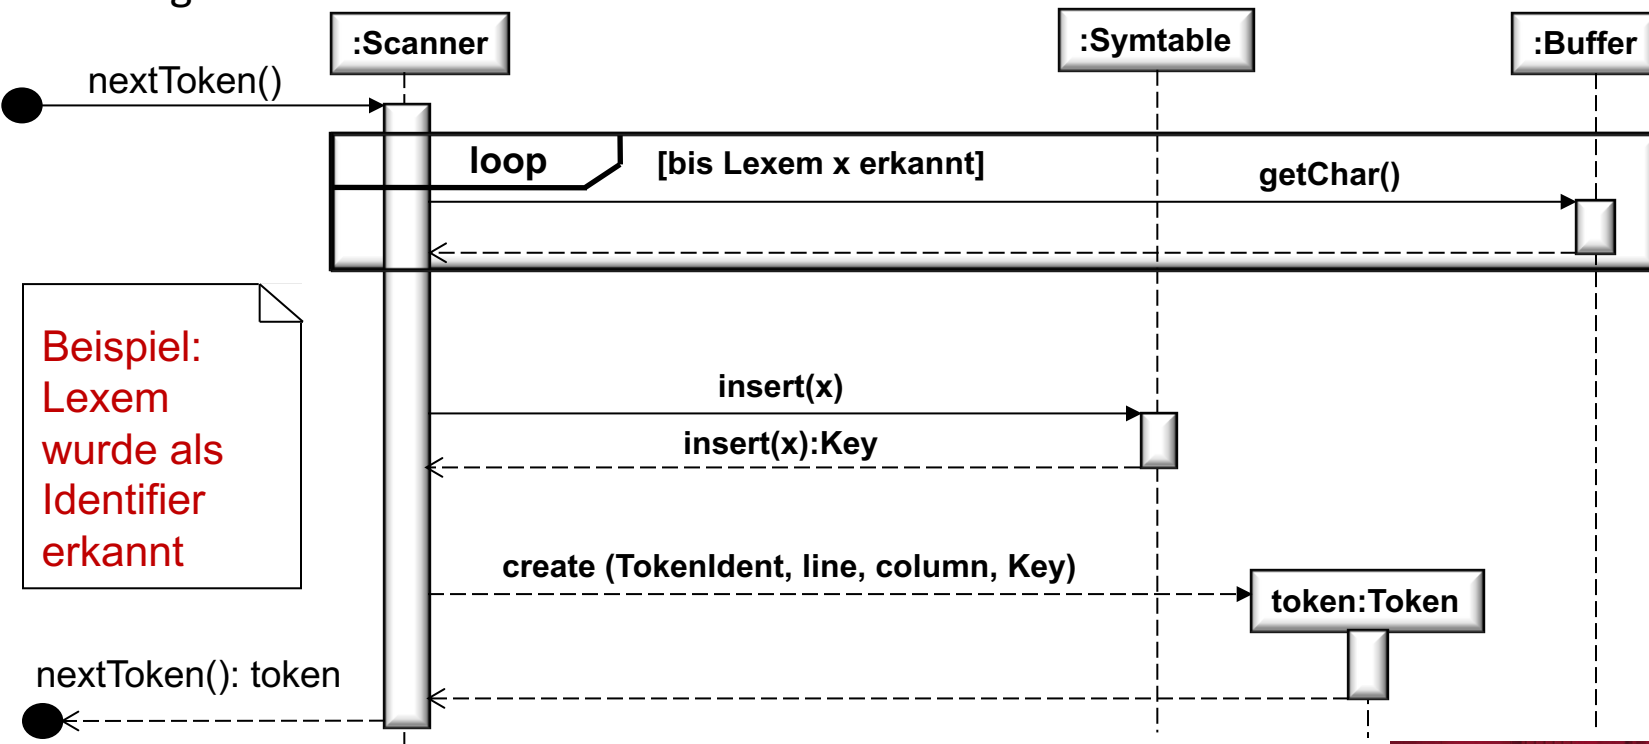 :Scanner
:Symtable
:Buffer
nextToken()
loop
[bis Lexem x erkannt]
getChar()
Beispiel:
Lexem
wurde als
Identifier
erkannt
insert(x)
insert(x):Key
create (TokenIdent, line, column, Key)
token:Token
nextToken(): token